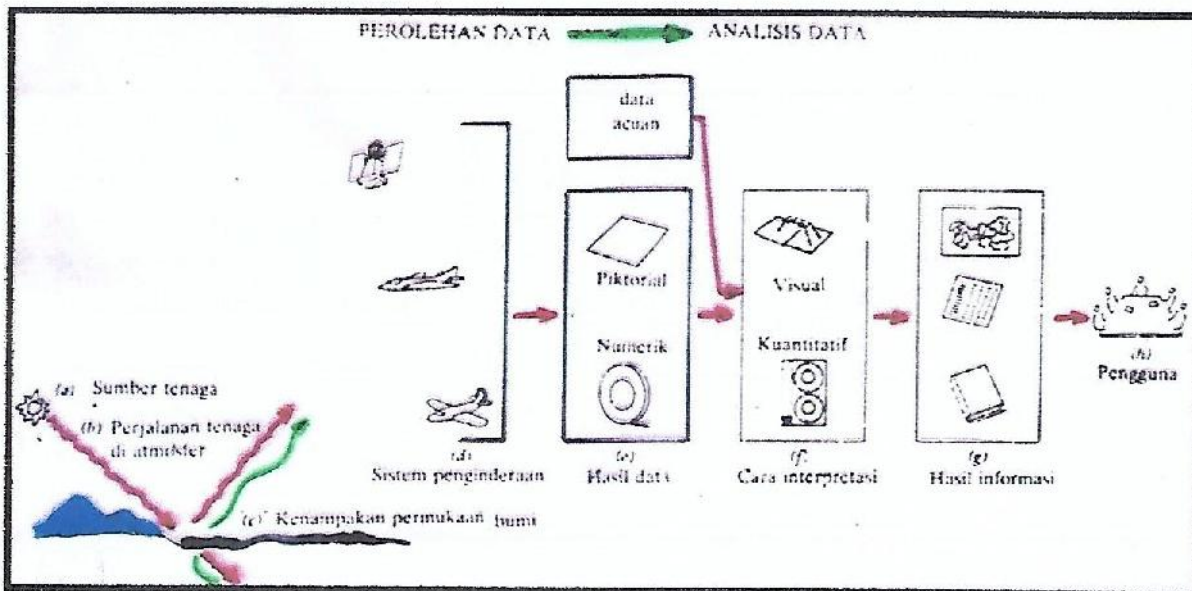 PEROLEHAN DATA
ANALISIS DATA
data
acuan
Piktorial
Numerik
Visual
Kuantitatif
(a) Sumber tenaga
(b) Perjalanan tenaga
di atmosfer
(c) Kenampakan permukaan bumi
(d)
Sistem penginderaan
(e)
Hasil data
(f)
Cara interpretasi
(g)
Hasil informasi
(h)
Pengguna